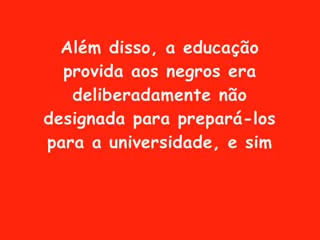 Além disso, a educação
provida aos negros era
deliberadamente não
designada para prepará-los
para a universidade, e sim